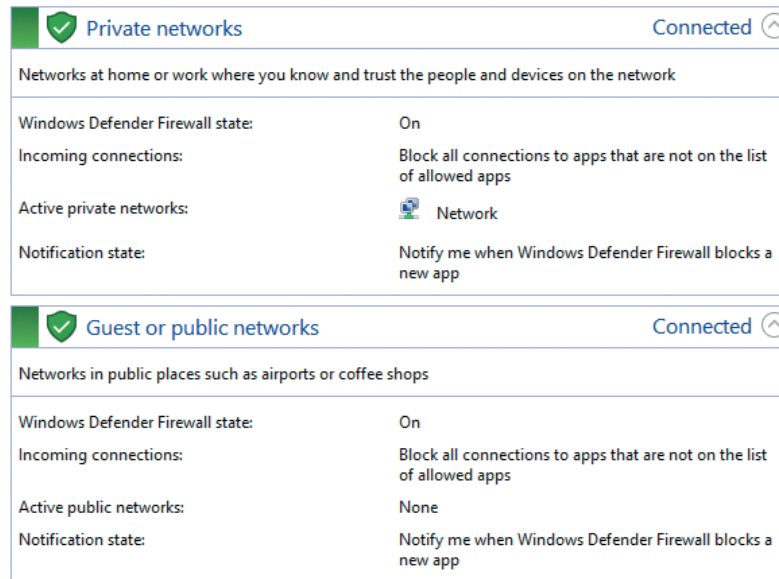 Private networks
Connected
Networks at home or work where you know and trust the people and devices on the network
Windows Defender Firewall state:
On
Incoming connections:
Block all connections to apps that are not on the list
of allowed apps
Active private networks:
Network
Notification state:
Notify me when Windows Defender Firewall blocks a
new app
Guest or public networks
Connected
Networks in public places such as airports or coffee shops
Windows Defender Firewall state:
On
Incoming connections:
Block all connections to apps that are not on the list
of allowed apps
Active public networks:
None
Notification state:
Notify me when Windows Defender Firewall blocks a
new app